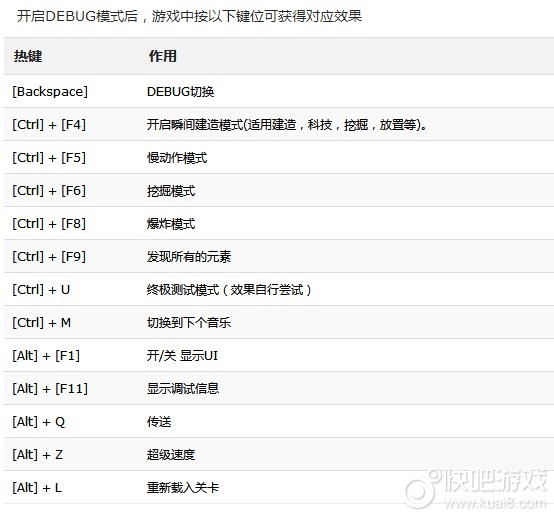 开启DEBUG模式后，游戏中按以下键位可获得对应效果
热键 作用
[Backspace] DEBUG切换
[Ctrl] + [F4] 开启瞬间建造模式(适用建造，科技，挖掘，放置等)。
[Ctrl] + [F5] 慢动作模式
[Ctrl] + [F6] 挖掘模式
[Ctrl] + [F8] 爆炸模式
[Ctrl] + [F9] 发现所有的元素
[Ctrl] + U 终极测试模式（效果自行尝试）
[Ctrl] + M 切换到下个音乐
[Alt] + [F1] 开/关 显示UI
[Alt] + [F11] 显示调试信息
[Alt] + Q 传送
[Alt] + Z 超级速度
[Alt] + L 重新载入关卡
快吧游戏
www.kuai8.com